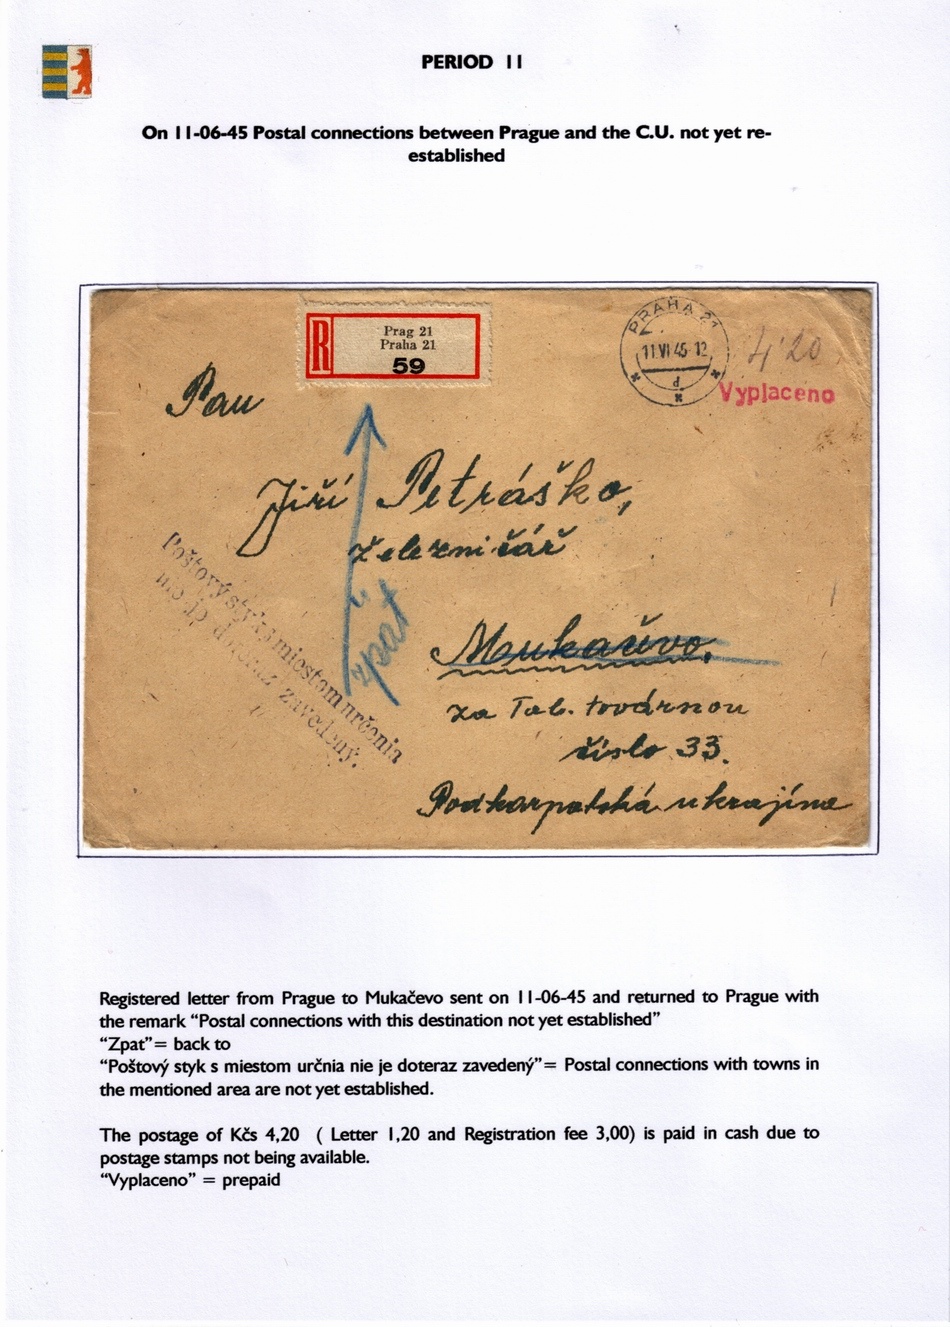 PERIOD 11
On 11-06-45 Postal connections between Prague and the C.U. not yet re-
established
R
Prag 21
Praha 21
59
PRAHA 21
11.VI 45-12
d
4'20
Vyplaceno
Pan
Jiří Petráško,
železničář
zpět
Poštový styk s miestom určenia
nie je doteraz zavedený.
Mukačevo.
za Tab. továrnou
číslo 33.
Podkarpatská ukrajina
Registered letter from Prague to Mukačevo sent on 11-06-45 and returned to Prague with
the remark “Postal connections with this destination not yet established”
“Zpat”= back to
“Poštový styk s miestom určnia nie je doteraz zavedený”= Postal connections with towns in
the mentioned area are not yet established.
The postage of Kčs 4,20 ( Letter 1,20 and Registration fee 3,00) is paid in cash due to
postage stamps not being available.
“Vyplaceno” = prepaid